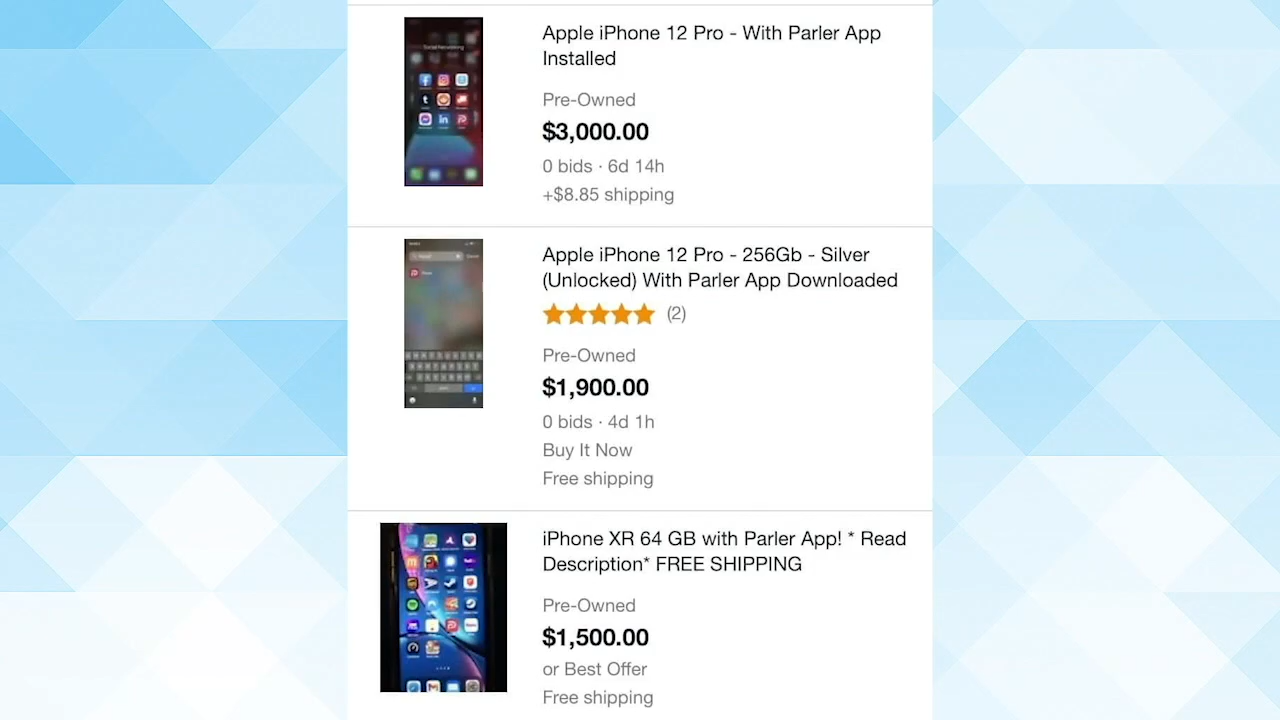 Apple iPhone 12 Pro - With Parler App
Installed
Pre-Owned
$3,000.00
0 bids · 6d 14h
+$8.85 shipping
Apple iPhone 12 Pro - 256Gb - Silver
(Unlocked) With Parler App Downloaded
(2)
Pre-Owned
$1,900.00
0 bids · 4d 1h
Buy It Now
Free shipping
iPhone XR 64 GB with Parler App! * Read
Description* FREE SHIPPING
Pre-Owned
$1,500.00
or Best Offer
Free shipping